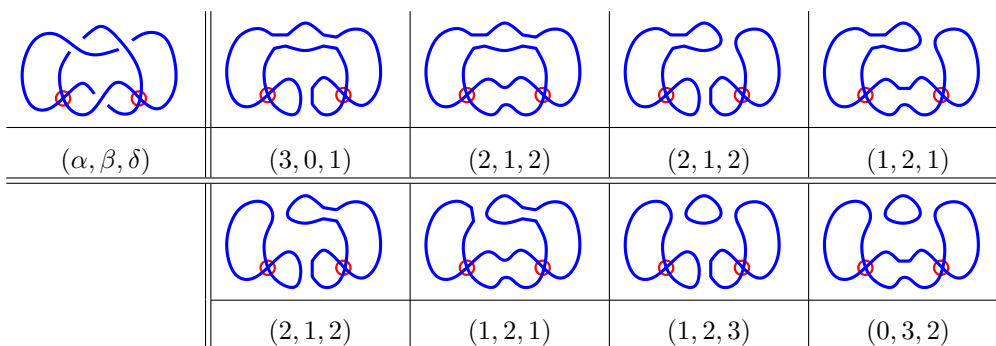 (α, β, δ) (3, 0, 1) (2, 1, 2) (2, 1, 2) (1, 2, 1)
(2, 1, 2) (1, 2, 1) (1, 2, 3) (0, 3, 2)